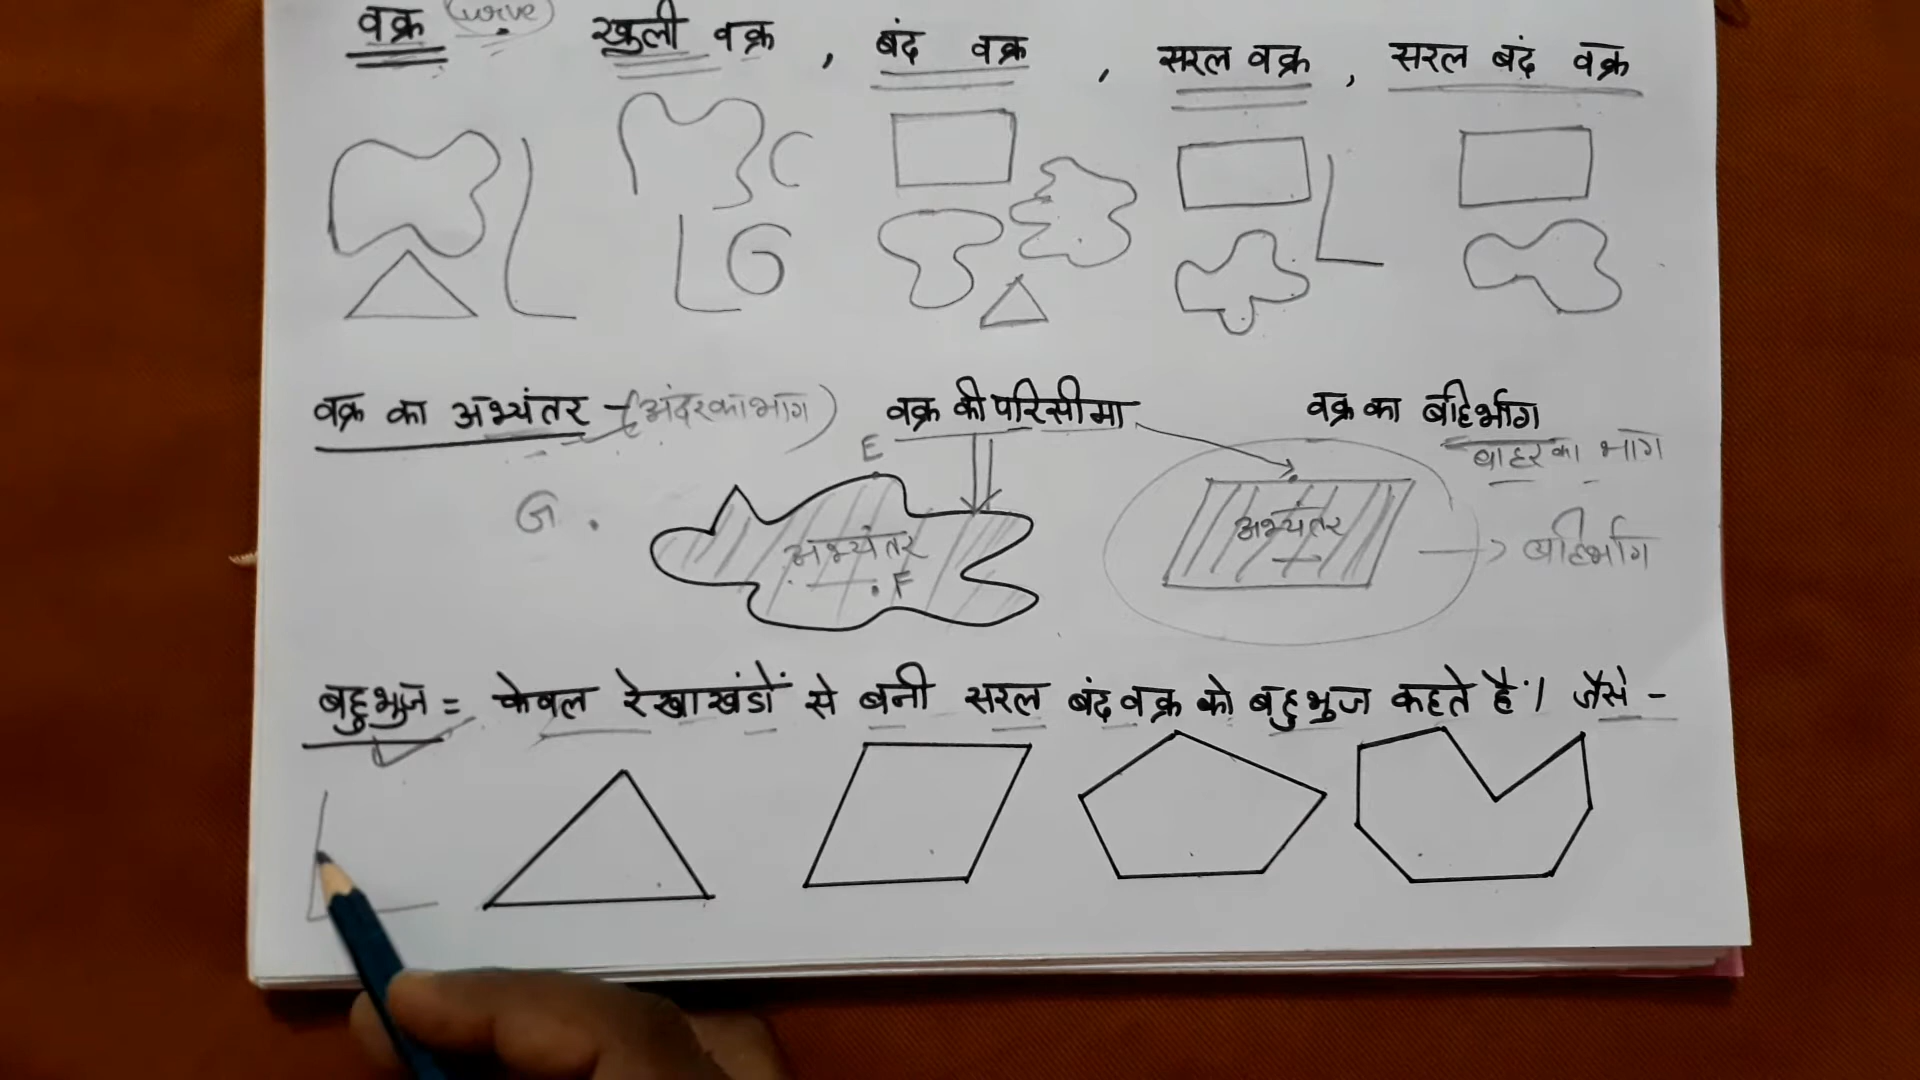 वक्र (Curve) खुली वक्र , बंद वक्र , सरल वक्र , सरल बंद वक्र
वक्र का अभ्यंतर - (अंदर का भाग) वक्र की परिसीमा वक्र का बहिर्भाग
बाहर का भाग
E
G . अभ्यंतर अभ्यंतर बहिर्भाग
. F
बहुभुज = केवल रेखाखंडों से बनी सरल बंद वक्र को बहुभुज कहते हैं। जैसे -